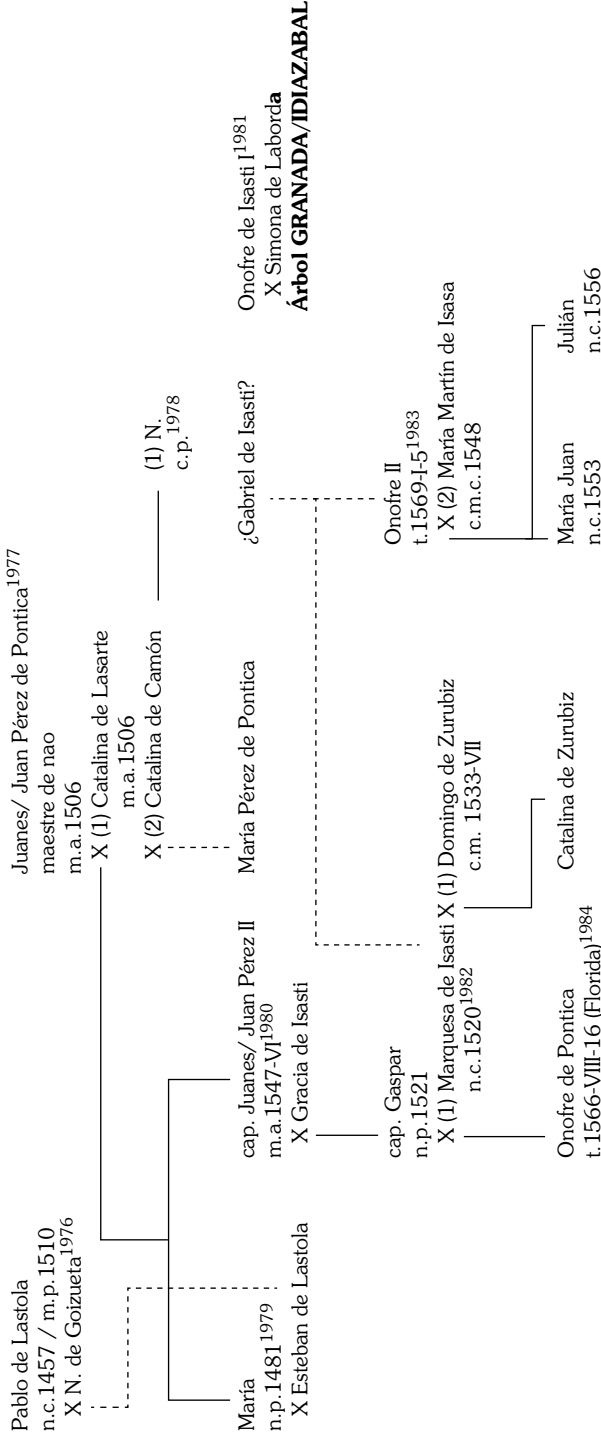 Pablo de Lastola
n.c.1457 / m.p.1510
X N. de Goizueta1976
Juanes/ Juan Pérez de Pontica1977
maestre de nao
m.a.1506
X (1) Catalina de Lasarte
m.a.1506
X (2) Catalina de Camón
(1) N.
c.p.1978
María
n.p.14811979
X Esteban de Lastola
cap. Juanes/ Juan Pérez II
m.a.1547-VI1980
X Gracia de Isasti
María Pérez de Pontica
¿Gabriel de Isasti?
Onofre de Isasti I1981
X Simona de Laborda
Árbol GRANADA/IDIAZABAL
cap. Gaspar
n.p.1521
X (1) Marquesa de Isasti X (1) Domingo de Zurubiz
n.c.15201982
c.m. 1533-VII
Onofre II
t.1569-I-51983
X (2) María Martín de Isasa
c.m.c.1548
Onofre de Pontica
t.1566-VIII-16 (Florida)1984
Catalina de Zurubiz
María Juan
n.c.1553
Julián
n.c.1556